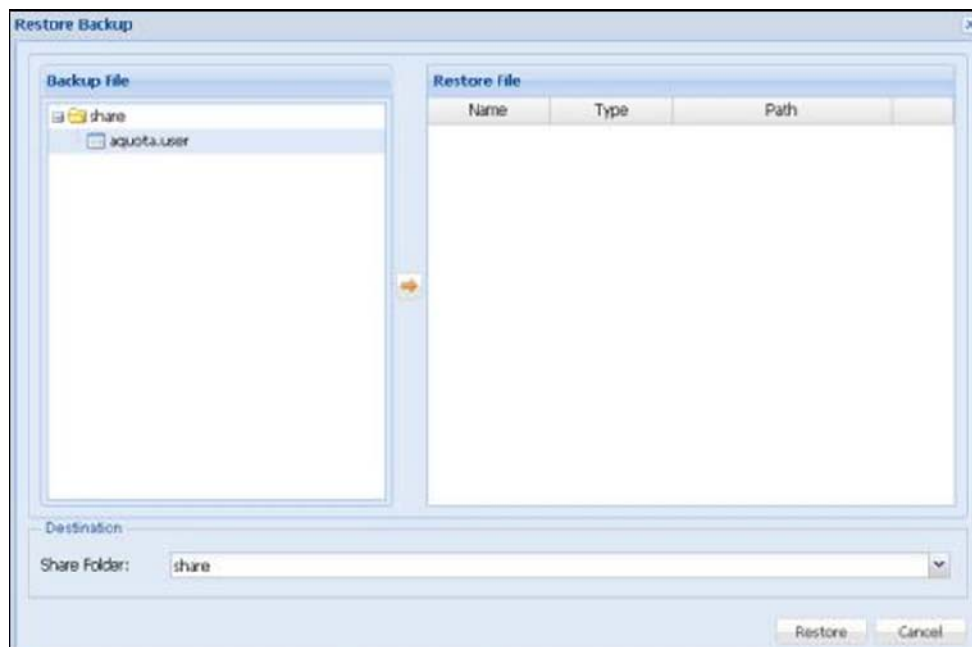 Restore Backup
Backup File
share
aquota.user
Restore File
Name Type Path
Destination
Share Folder: share
Restore Cancel